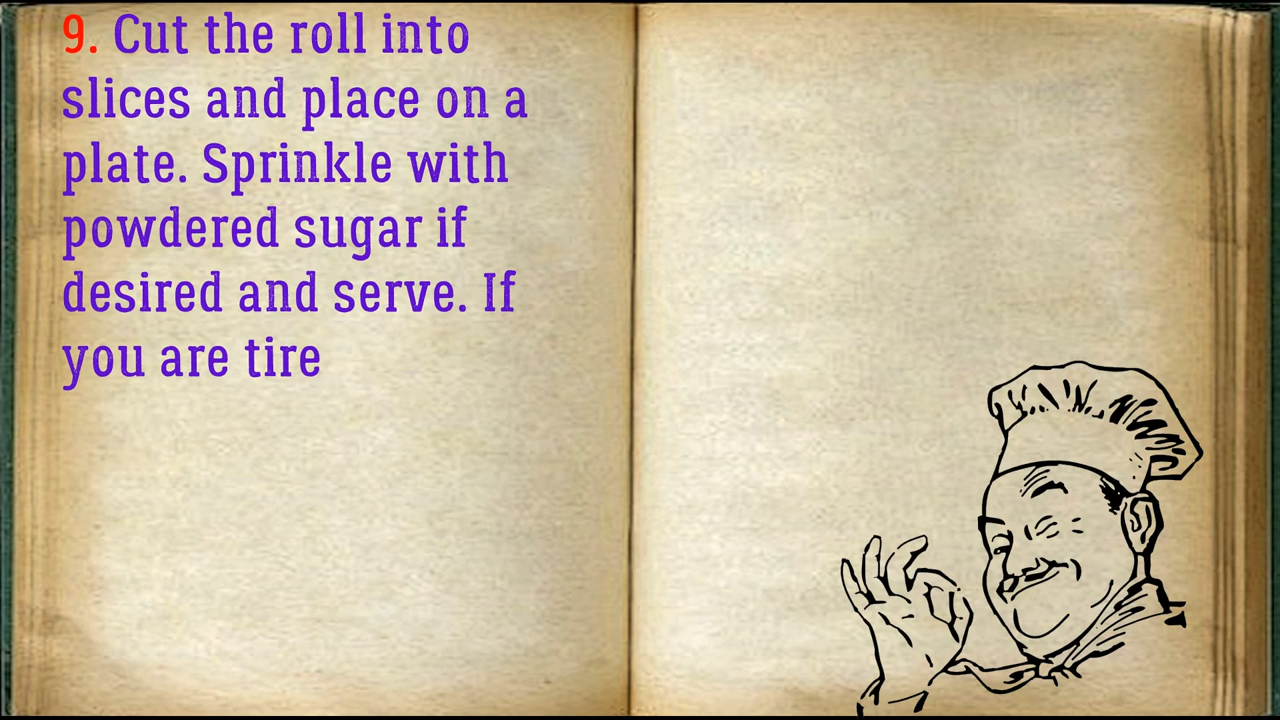 9. Cut the roll into
slices and place on a
plate. Sprinkle with
powdered sugar if
desired and serve. If
you are tire